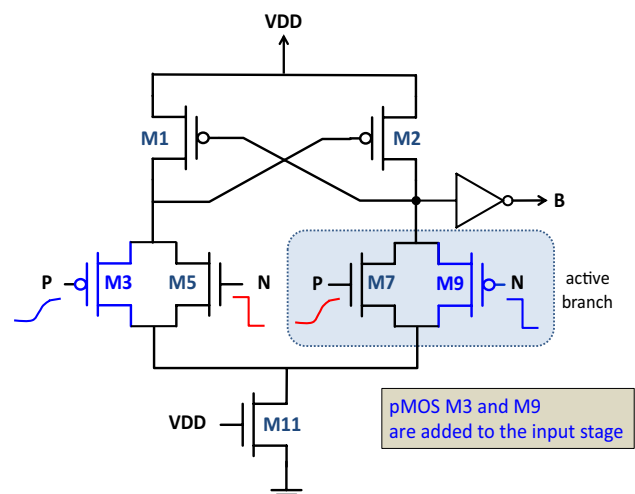 VDD
M1
M2
B
P
M3
M5
N
P
M7
M9
N
active
branch
VDD
M11
pMOS M3 and M9
are added to the input stage